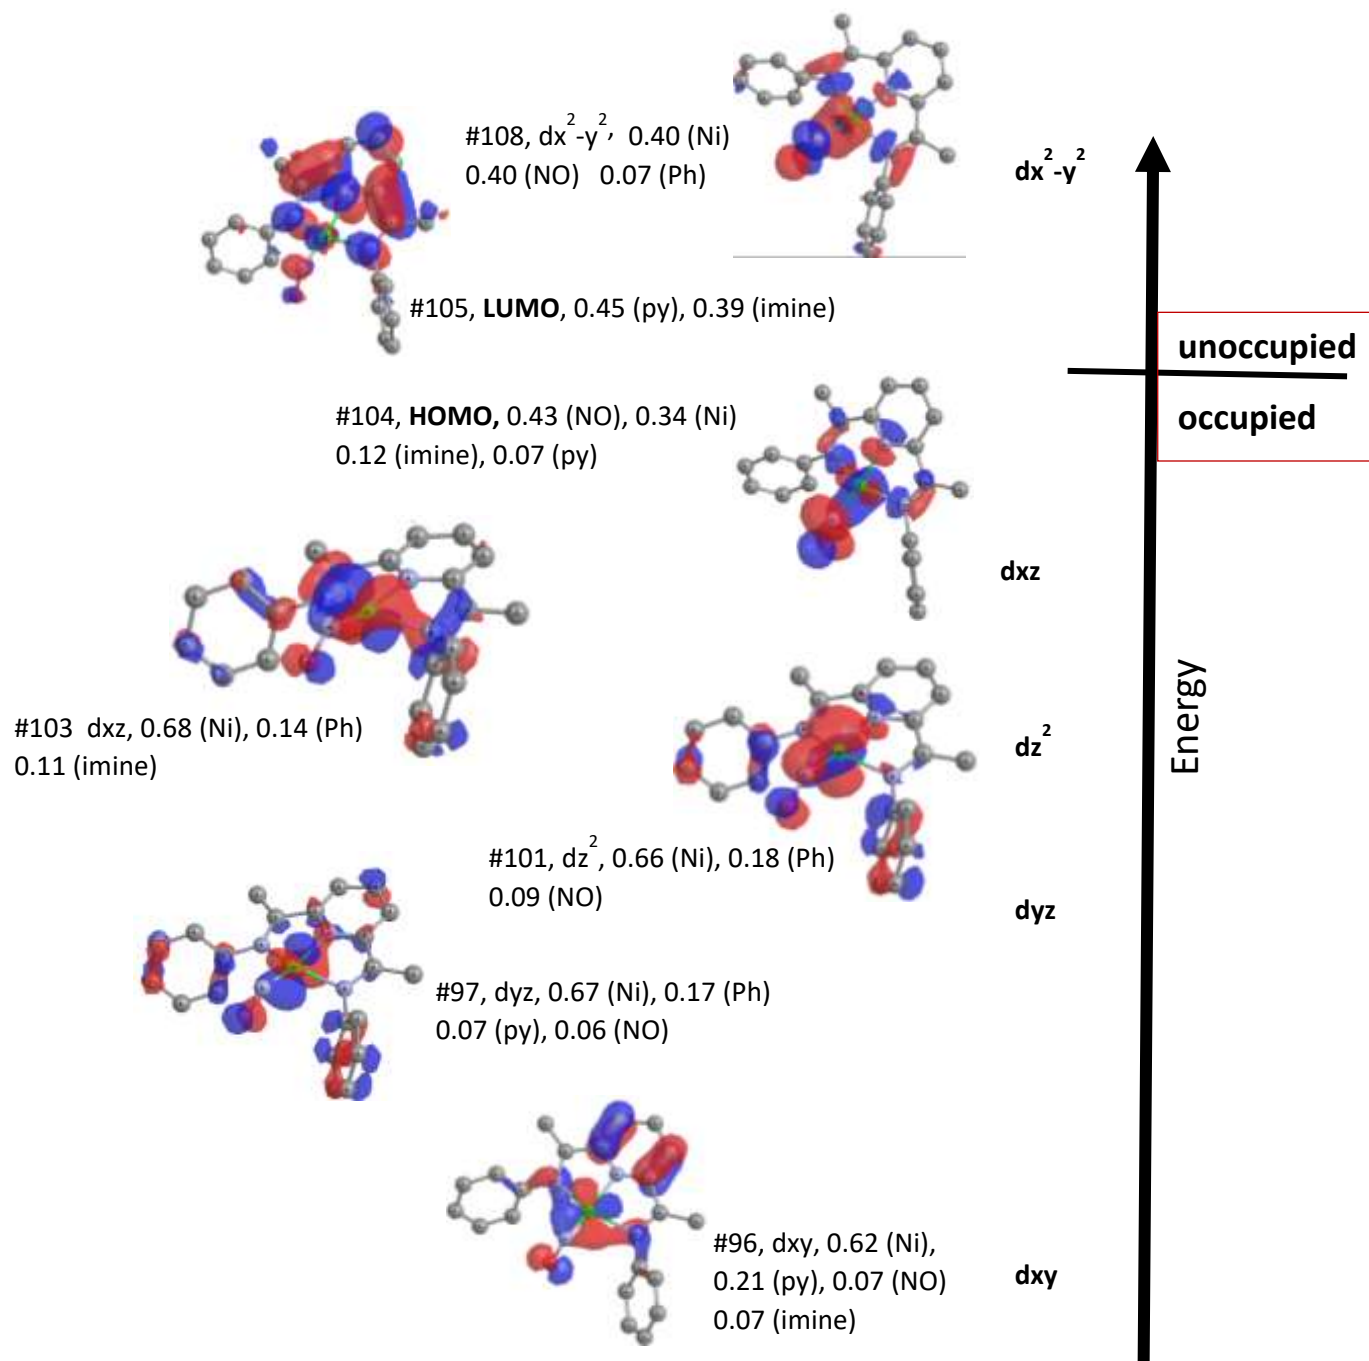 #108, dx²-y², 0.40 (Ni)
0.40 (NO) 0.07 (Ph)
dx²-y²
#105, LUMO, 0.45 (py), 0.39 (imine)
unoccupied
occupied
#104, HOMO, 0.43 (NO), 0.34 (Ni)
0.12 (imine), 0.07 (py)
dxz
#103 dxz, 0.68 (Ni), 0.14 (Ph)
0.11 (imine)
dz²
Energy
#101, dz², 0.66 (Ni), 0.18 (Ph)
0.09 (NO)
dyz
#97, dyz, 0.67 (Ni), 0.17 (Ph)
0.07 (py), 0.06 (NO)
#96, dxy, 0.62 (Ni),
0.21 (py), 0.07 (NO)
0.07 (imine)
dxy